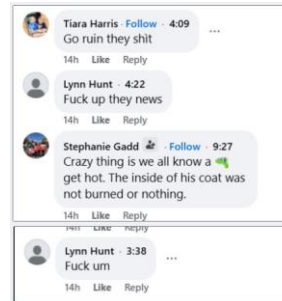 Tiara Harris · Follow · 4:09
Go ruin they shit
14h Like Reply
Lynn Hunt · 4:22
Fuck up they news
14h Like Reply
Stephanie Gadd · Follow · 9:27
Crazy thing is we all know a 🔫
get hot. The inside of his coat was
not burned or nothing.
14h Like Reply
14h Like Reply
Lynn Hunt · 3:38
Fuck um
14h Like Reply